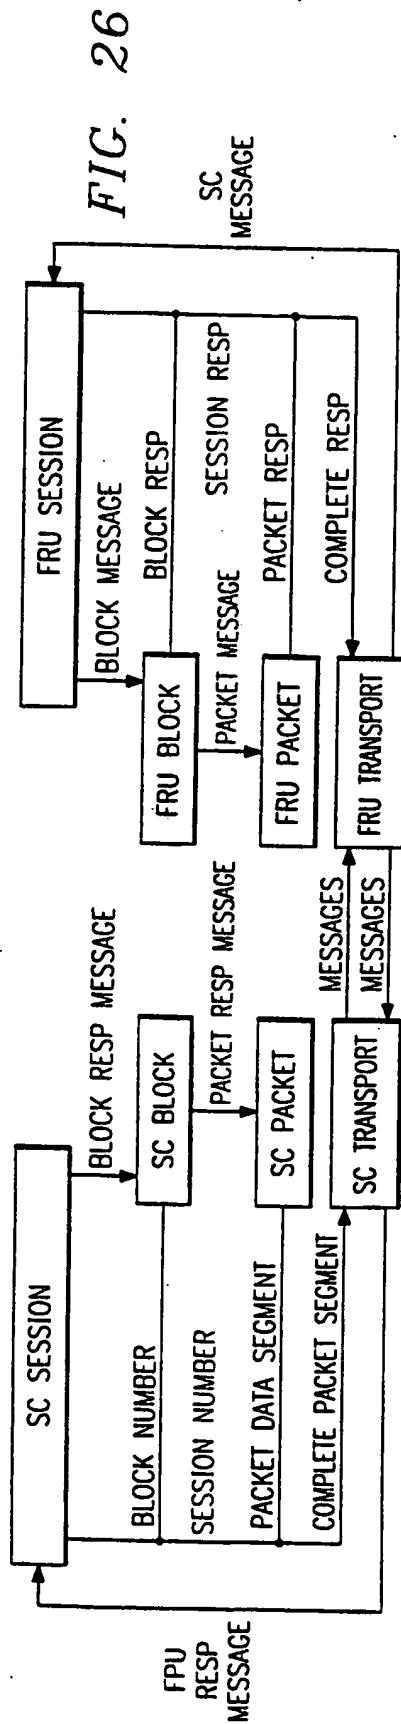 FIG. 26
SC SESSION
FRU SESSION
BLOCK RESP MESSAGE
BLOCK MESSAGE
BLOCK NUMBER
SC BLOCK
FRU BLOCK
BLOCK RESP
SESSION NUMBER
PACKET RESP MESSAGE
PACKET MESSAGE
SESSION RESP
PACKET DATA SEGMENT
SC PACKET
FRU PACKET
PACKET RESP
COMPLETE PACKET SEGMENT
SC TRANSPORT
MESSAGES
MESSAGES
FRU TRANSPORT
COMPLETE RESP
FPU
RESP
MESSAGE
SC
MESSAGE